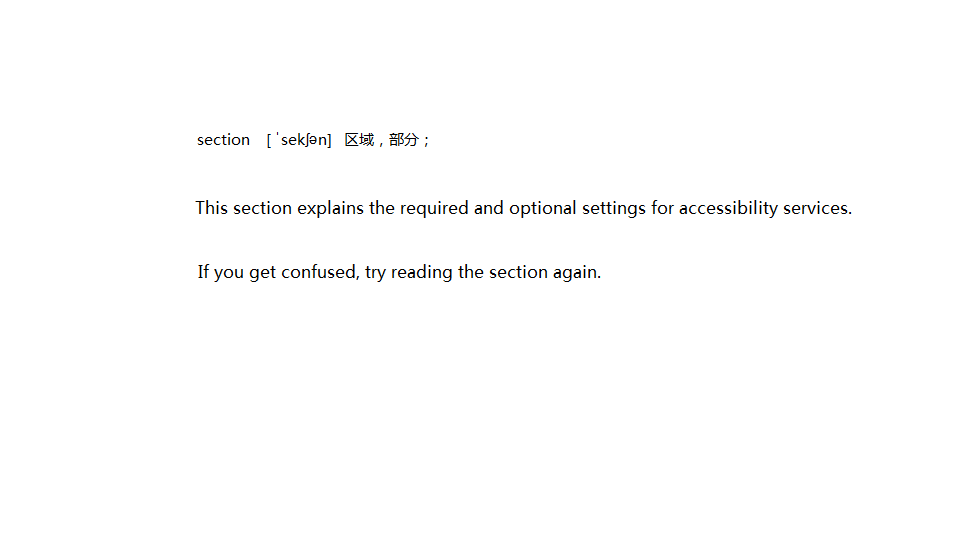 section [ ˈsekʃən] 区域，部分；
This section explains the required and optional settings for accessibility services.
If you get confused, try reading the section again.